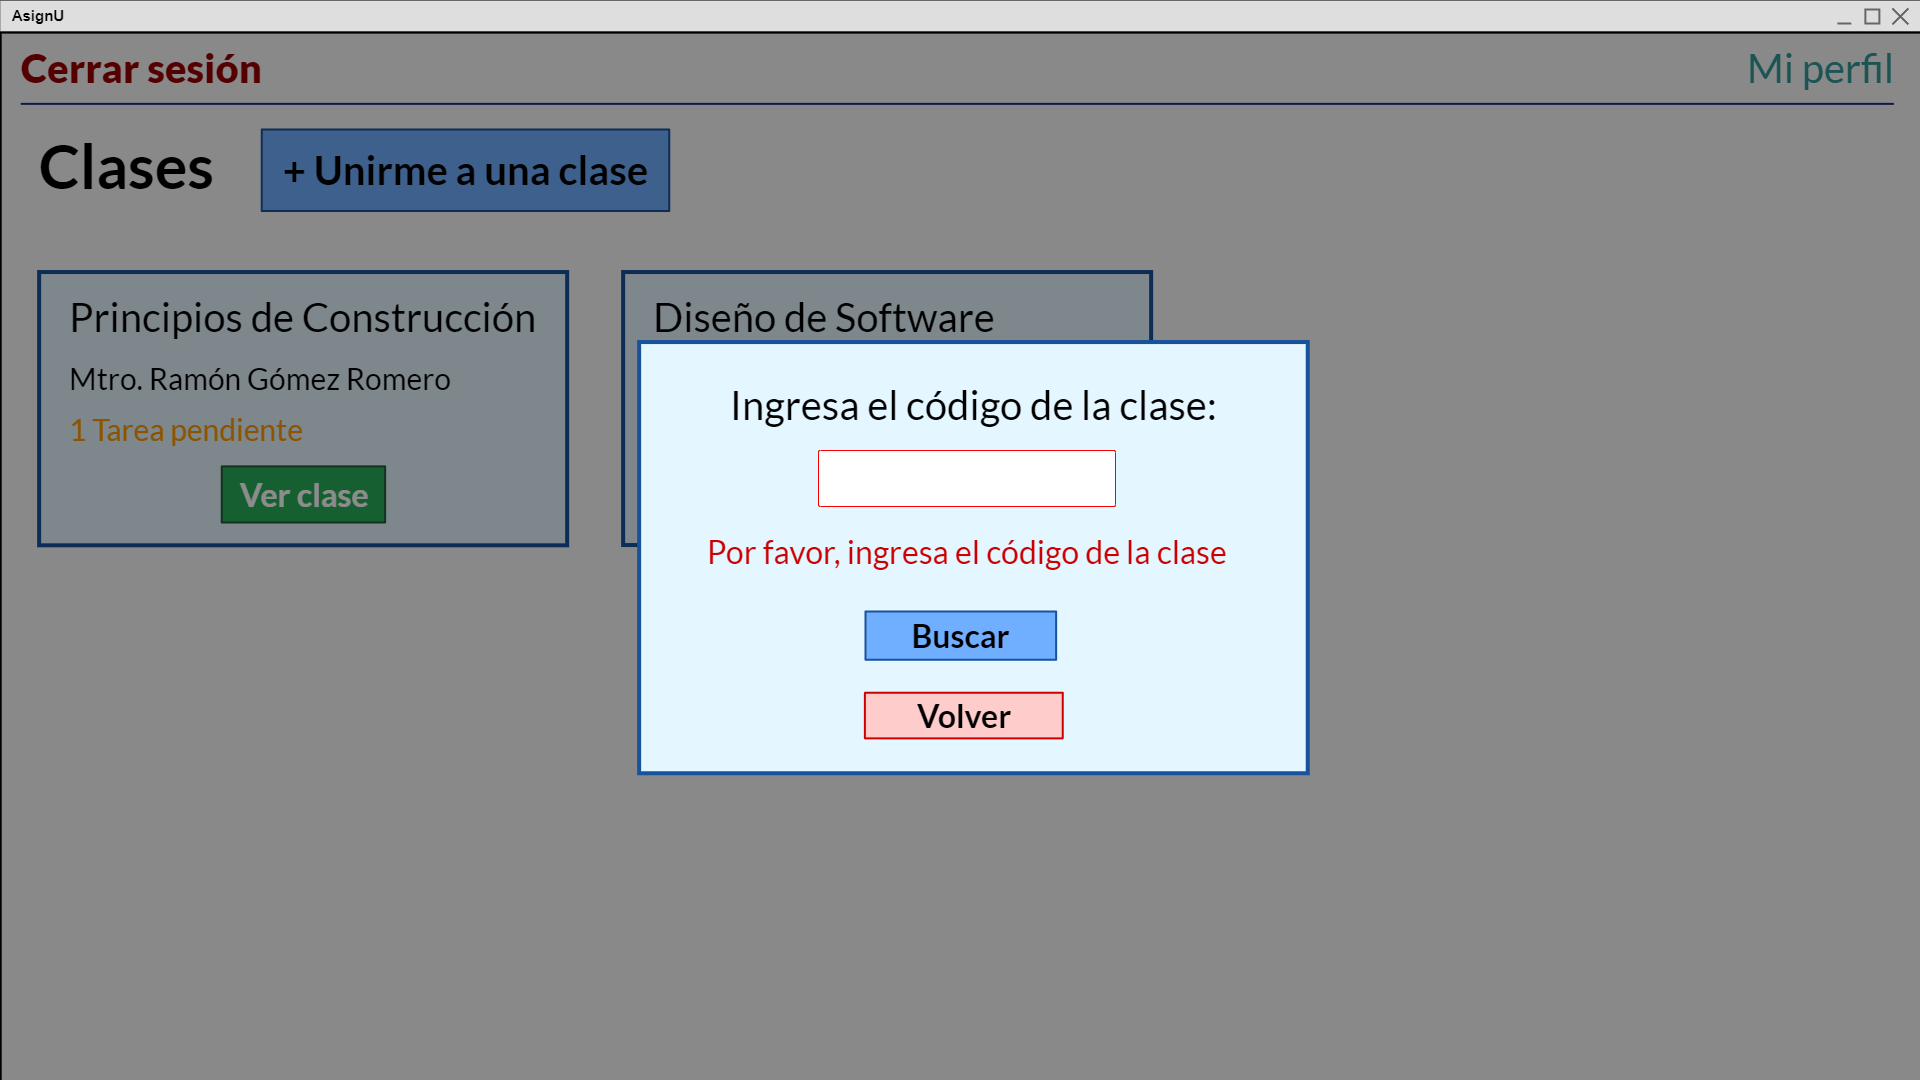 AsignU
Cerrar sesión
Mi perfil
Clases
+ Unirme a una clase
Principios de Construcción
Mtro. Ramón Gómez Romero
1 Tarea pendiente
Ver clase
Diseño de Software
Ingresa el código de la clase:
Por favor, ingresa el código de la clase
Buscar
Volver